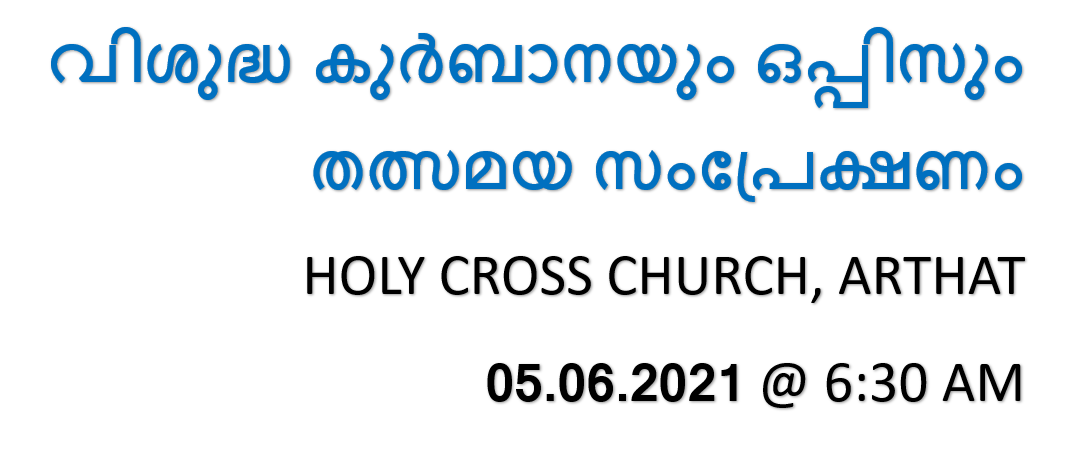 വിശുദ്ധ കുർബാനയും ഒപ്പിസും
തത്സമയ സംപ്രേക്ഷണം
HOLY CROSS CHURCH, ARTHAT
05.06.2021 @ 6:30 AM